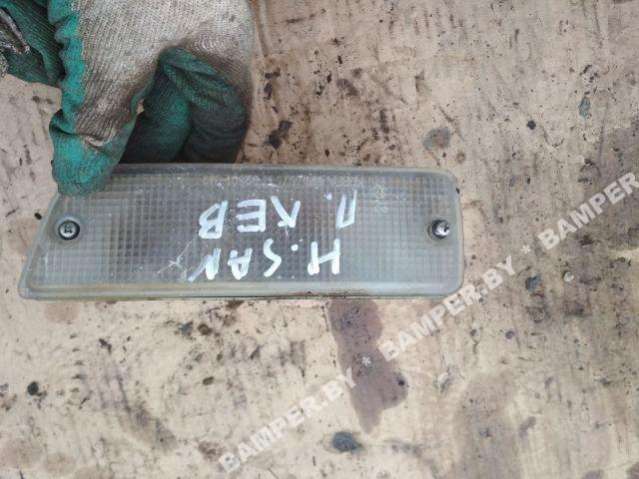 H. SAN
П. ЛЕВ
BAMPER.BY * BAMPER.BY * BAMPER